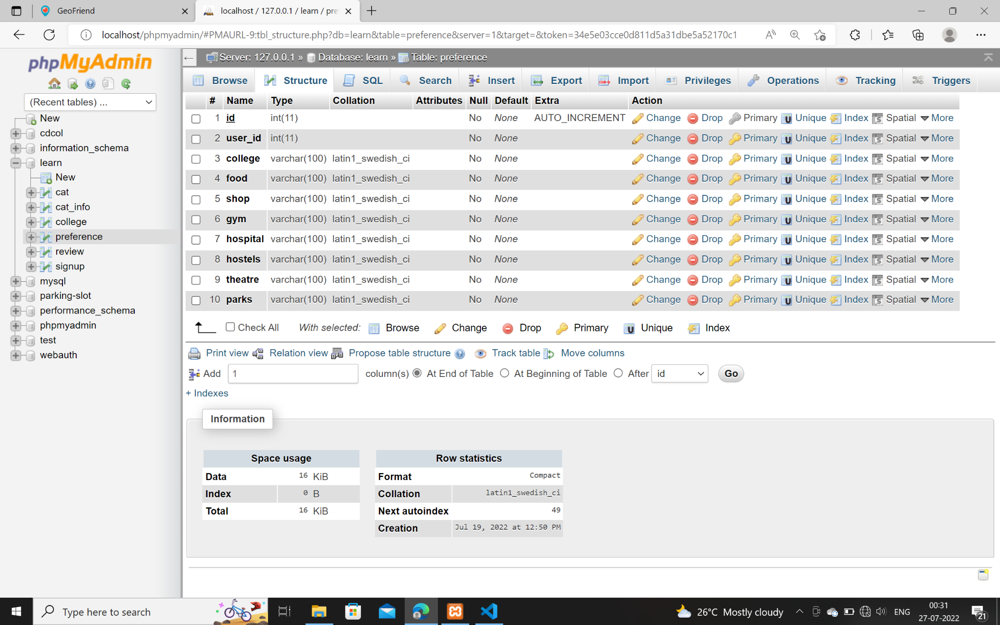 GeoFriend
localhost / 127.0.0.1 / learn / pre
localhost/phpmyadmin/#PMAURL-9:tbl_structure.php?db=learn&table=preference&server=1&target=&token=34e5e03cce0d811d5a31dbe5a52170c1
phpMyAdmin
(Recent tables) ...
New
cdcol
information_schema
learn
New
cat
cat_info
college
preference
review
signup
mysql
parking-slot
performance_schema
phpmyadmin
test
webauth
Server: 127.0.0.1 » Database: learn » Table: preference
Browse Structure SQL Search Insert Export Import Privileges Operations Tracking Triggers
# Name Type Collation Attributes Null Default Extra Action
1 id int(11) No None AUTO_INCREMENT Change Drop Primary Unique Index Spatial More
2 user_id int(11) No None Change Drop Primary Unique Index Spatial More
3 college varchar(100) latin1_swedish_ci No None Change Drop Primary Unique Index Spatial More
4 food varchar(100) latin1_swedish_ci No None Change Drop Primary Unique Index Spatial More
5 shop varchar(100) latin1_swedish_ci No None Change Drop Primary Unique Index Spatial More
6 gym varchar(100) latin1_swedish_ci No None Change Drop Primary Unique Index Spatial More
7 hospital varchar(100) latin1_swedish_ci No None Change Drop Primary Unique Index Spatial More
8 hostels varchar(100) latin1_swedish_ci No None Change Drop Primary Unique Index Spatial More
9 theatre varchar(100) latin1_swedish_ci No None Change Drop Primary Unique Index Spatial More
10 parks varchar(100) latin1_swedish_ci No None Change Drop Primary Unique Index Spatial More
Check All With selected: Browse Change Drop Primary Unique Index
Print view Relation view Propose table structure Track table Move columns
Add 1 column(s) At End of Table At Beginning of Table After id Go
+ Indexes
Information
Space usage
Data 16 KiB
Index 0 B
Total 16 KiB
Row statistics
Format Compact
Collation latin1_swedish_ci
Next autoindex 49
Creation Jul 19, 2022 at 12:50 PM
Type here to search
26°C Mostly cloudy
ENG
00:31
27-07-2022
21